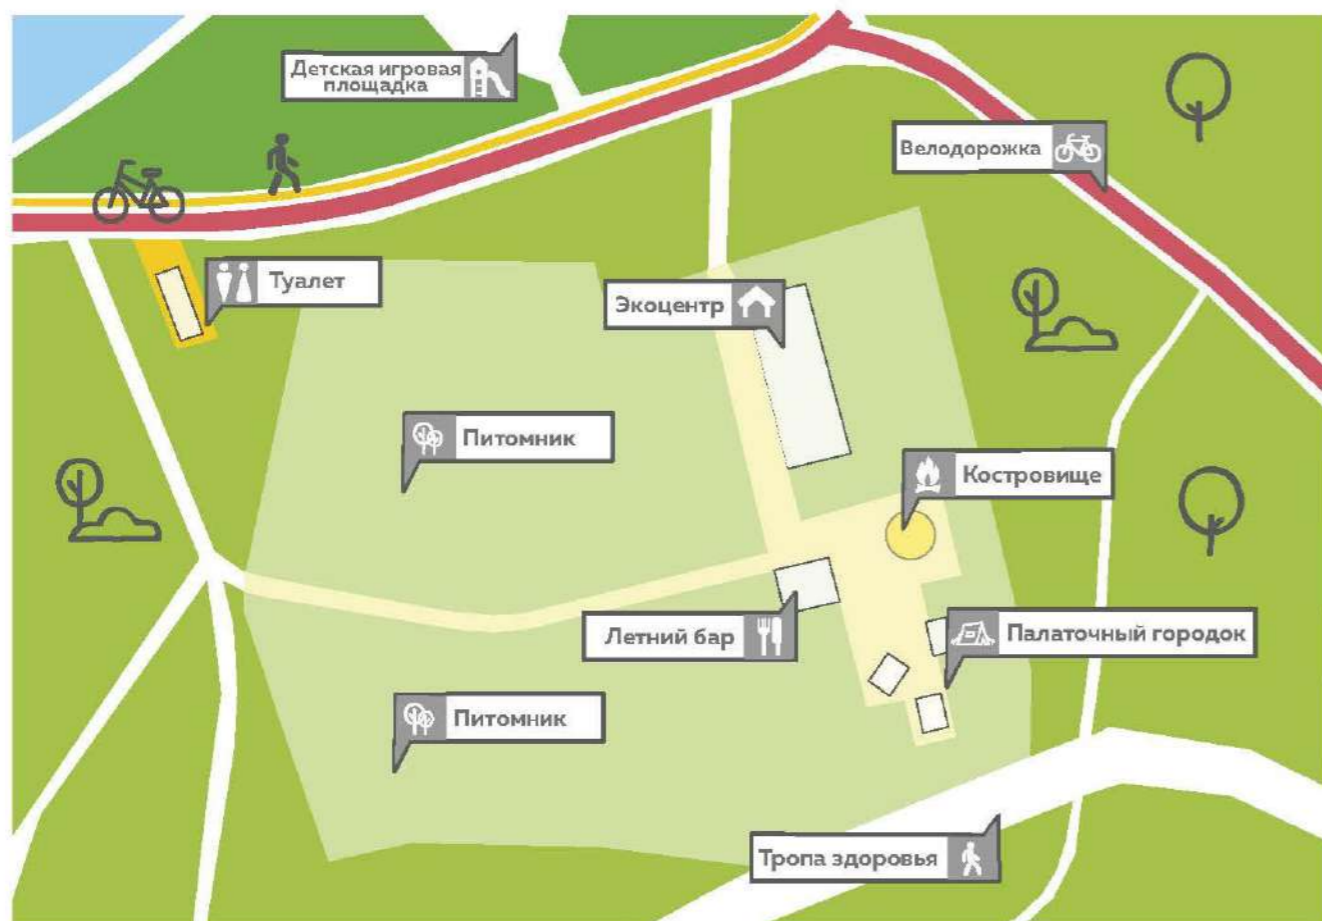 Детская игровая
площадка
Велодорожка
Туалет
Экоцентр
Питомник
Костровище
Летний бар
Палаточный городок
Питомник
Тропа здоровья